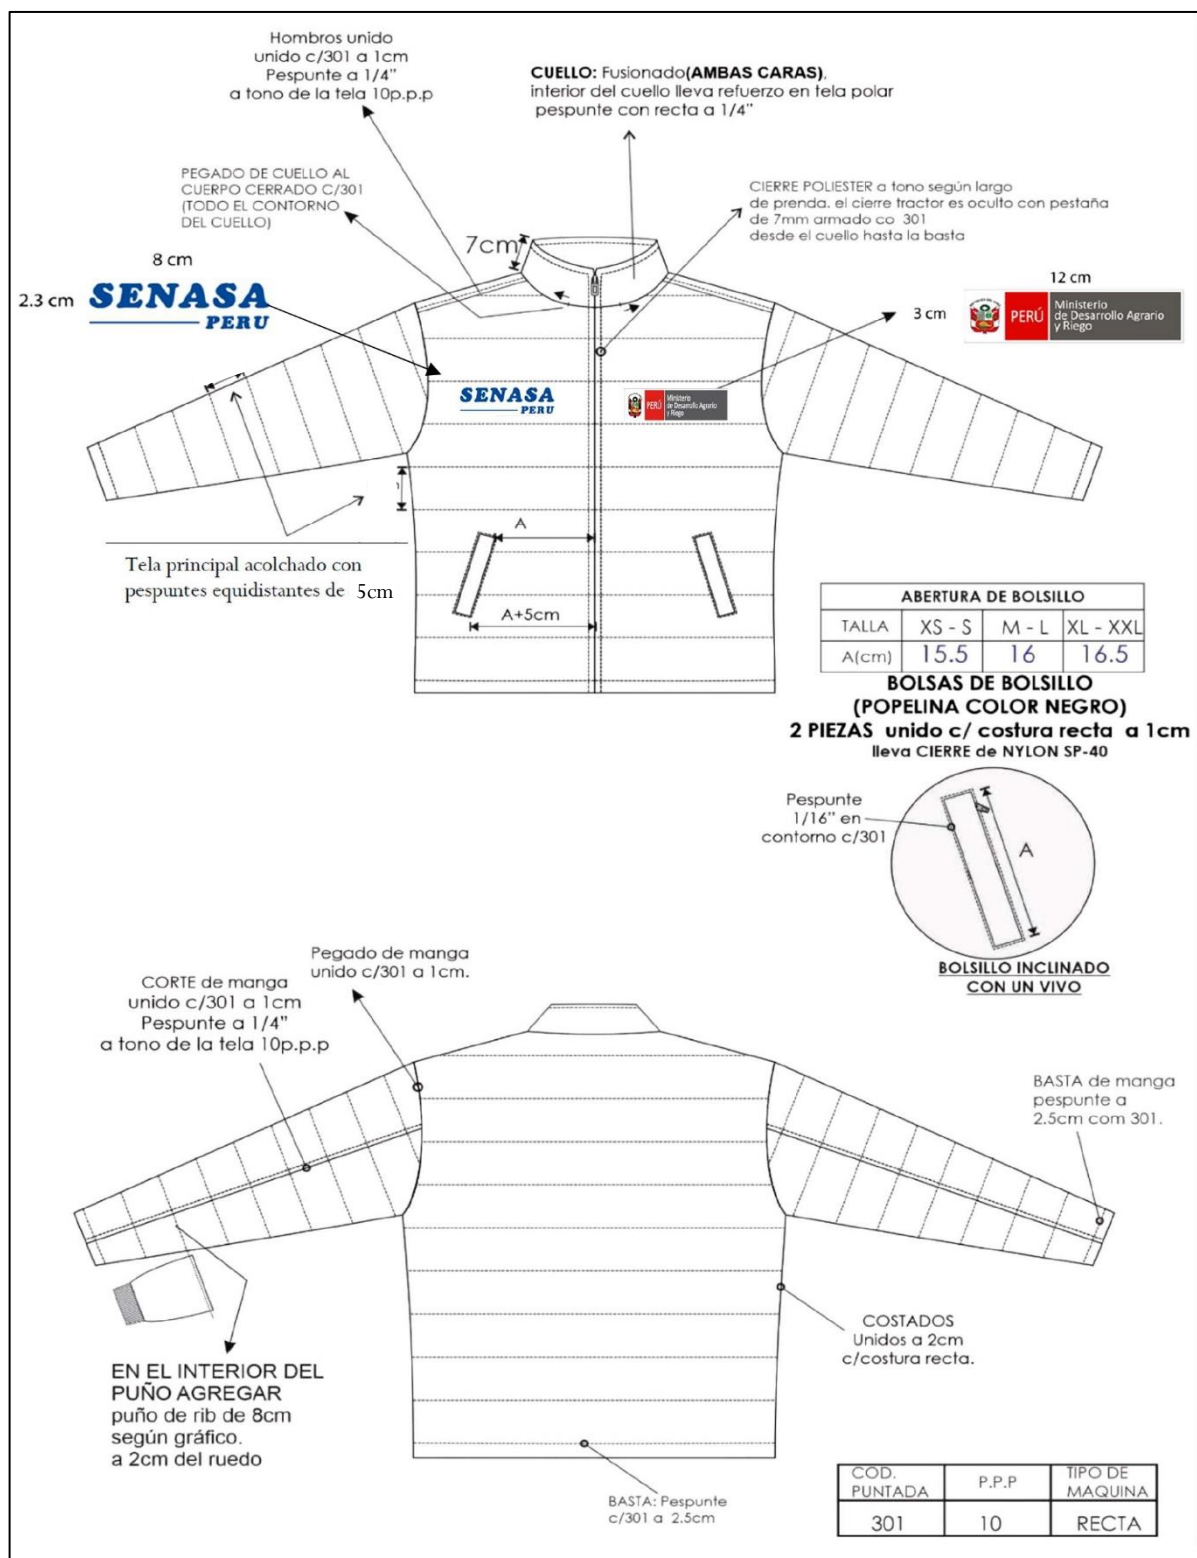 Hombros unido
unido c/301 a 1cm
Pespunte a 1/4”
a tono de la tela 10p.p.p
CUELLO: Fusionado(AMBAS CARAS),
interior del cuello lleva refuerzo en tela polar
pespunte con recta a 1/4”
PEGADO DE CUELLO AL
CUERPO CERRADO C/301
(TODO EL CONTORNO
DEL CUELLO)
CIERRE POLIESTER a tono según largo
de prenda. el cierre tractor es oculto con pestaña
de 7mm armado co 301
desde el cuello hasta la basta
7cm
8 cm
2.3 cm
SENASA
PERU
12 cm
3 cm
PERÚ
Ministerio
de Desarrollo Agrario
y Riego
SENASA
PERU
PERÚ
Ministerio
de Desarrollo Agrario
y Riego
A
A+5cm
Tela principal acolchado con
pespuntes equidistantes de 5cm
ABERTURA DE BOLSILLO
TALLA XS - S M - L XL - XXL
A(cm) 15.5 16 16.5
BOLSAS DE BOLSILLO
(POPELINA COLOR NEGRO)
2 PIEZAS unido c/ costura recta a 1cm
lleva CIERRE de NYLON SP-40
Pespunte
1/16” en
contorno c/301
A
BOLSILLO INCLINADO
CON UN VIVO
Pegado de manga
unido c/301 a 1cm.
CORTE de manga
unido c/301 a 1cm
Pespunte a 1/4”
a tono de la tela 10p.p.p
BASTA de manga
pespunte a
2.5cm com 301.
COSTADOS
Unidos a 2cm
c/costura recta.
EN EL INTERIOR DEL
PUÑO AGREGAR
puño de rib de 8cm
según gráfico.
a 2cm del ruedo
BASTA: Pespunte
c/301 a 2.5cm
COD. PUNTADA P.P.P TIPO DE MAQUINA
301 10 RECTA